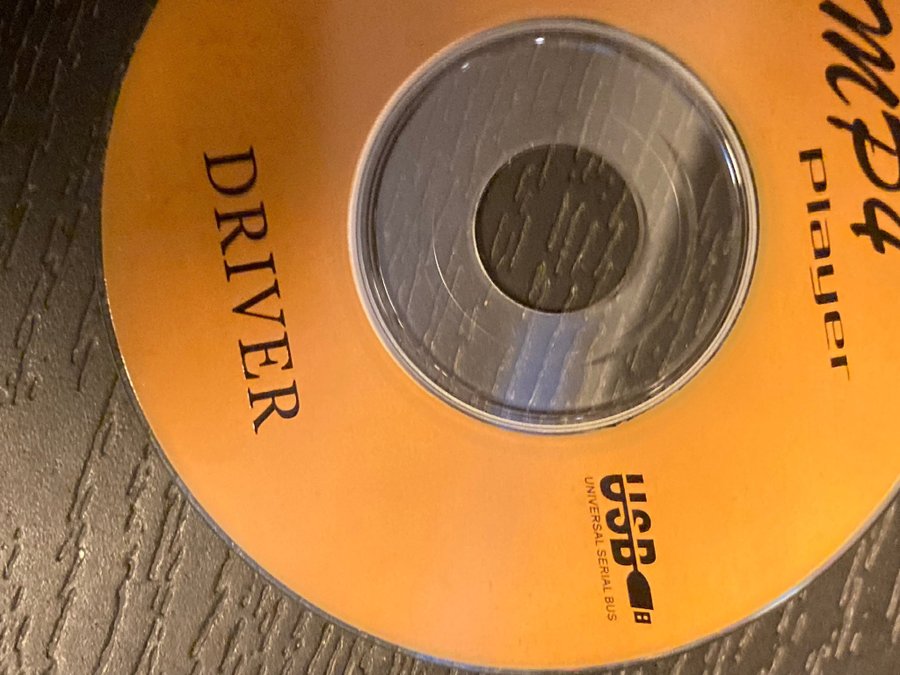 MP4
player
USB
UNIVERSAL SERIAL BUS
DRIVER